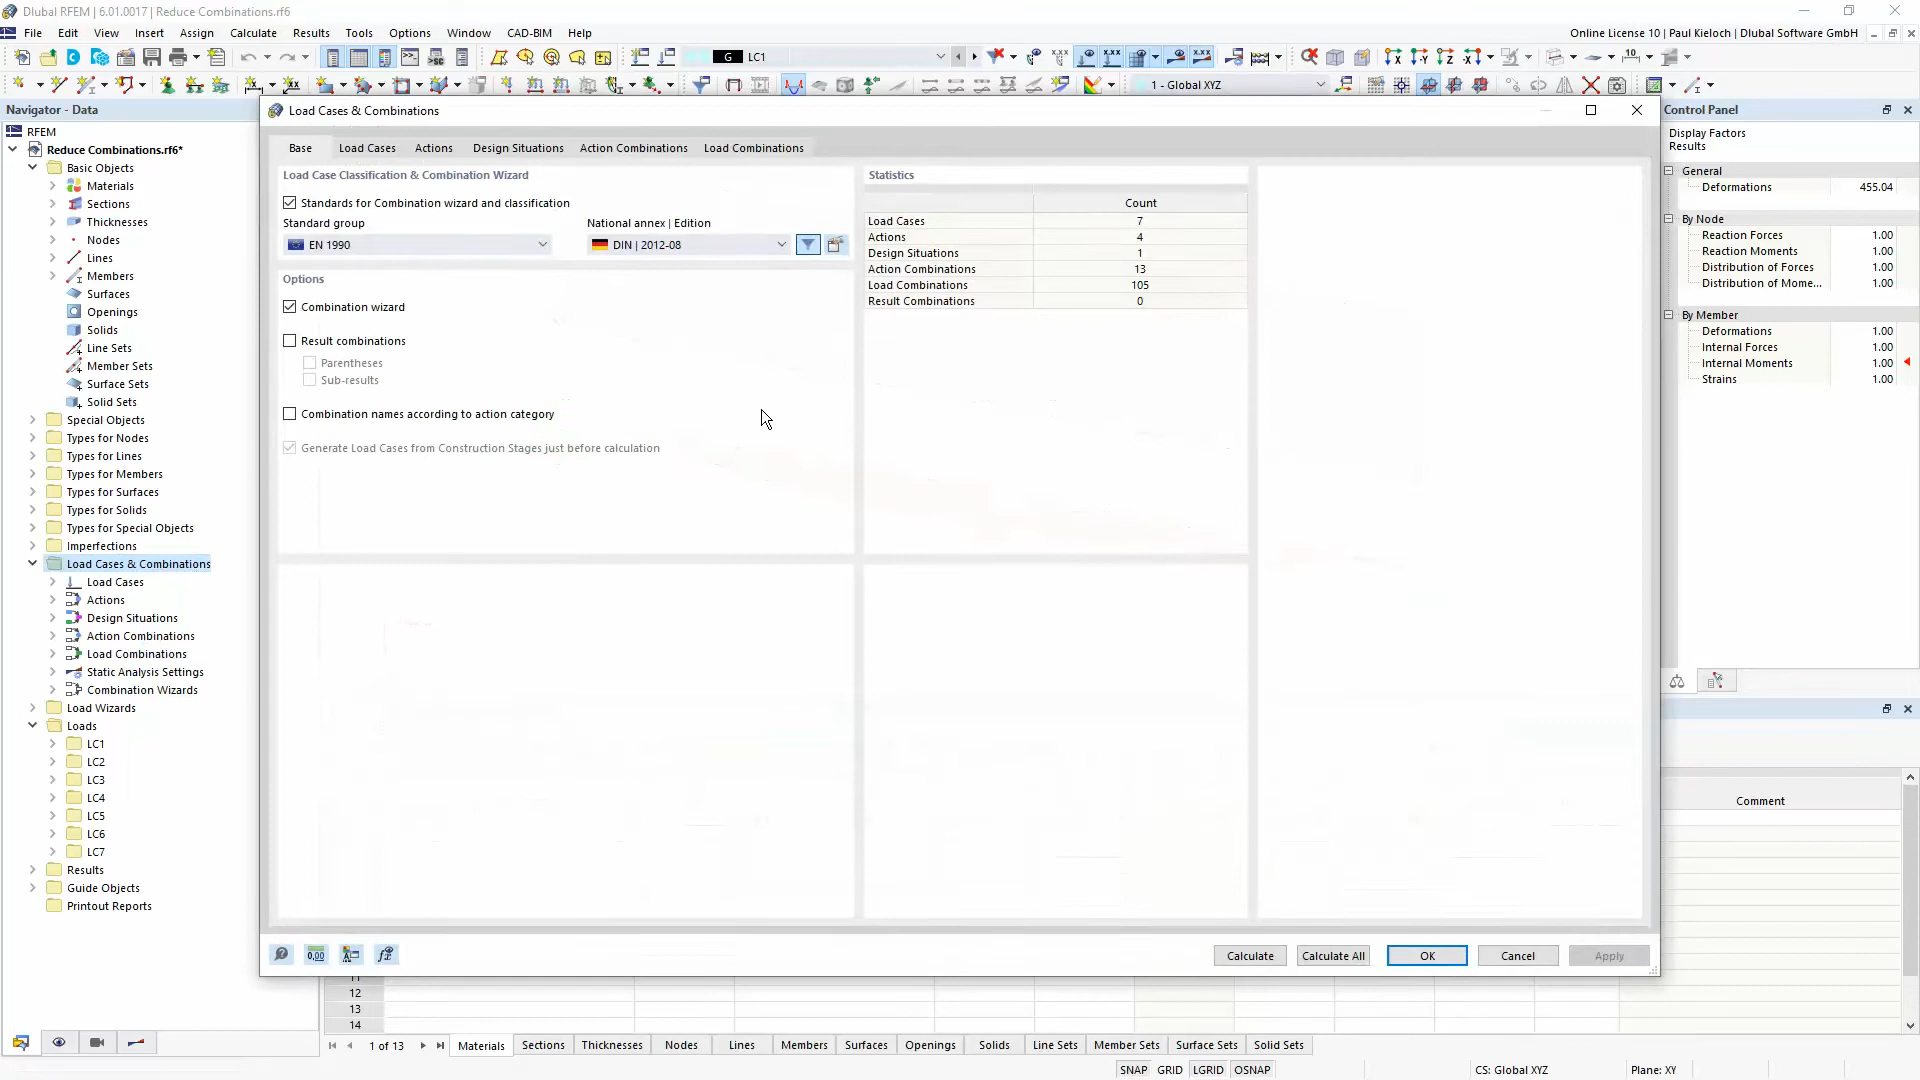 Dlubal RFEM | 6.01.0017 | Reduce Combinations.rf6
File Edit View Insert Assign Calculate Results Tools Options Window CAD-BIM Help
Online License 10 | Paul Kieloch | Dlubal Software GmbH
G LC1
1 - Global XYZ
Navigator - Data
RFEM
Reduce Combinations.rf6*
Basic Objects
Materials
Sections
Thicknesses
Nodes
Lines
Members
Surfaces
Openings
Solids
Line Sets
Member Sets
Surface Sets
Solid Sets
Special Objects
Types for Nodes
Types for Lines
Types for Members
Types for Surfaces
Types for Solids
Types for Special Objects
Imperfections
Load Cases & Combinations
Load Cases
Actions
Design Situations
Action Combinations
Load Combinations
Static Analysis Settings
Combination Wizards
Load Wizards
Loads
LC1
LC2
LC3
LC4
LC5
LC6
LC7
Results
Guide Objects
Printout Reports
Load Cases & Combinations
Base Load Cases Actions Design Situations Action Combinations Load Combinations
Load Case Classification & Combination Wizard
Standards for Combination wizard and classification
Standard group National annex | Edition
EN 1990 DIN | 2012-08
Options
Combination wizard
Result combinations
Parentheses
Sub-results
Combination names according to action category
Generate Load Cases from Construction Stages just before calculation
Statistics
Count
Load Cases 7
Actions 4
Design Situations 1
Action Combinations 13
Load Combinations 105
Result Combinations 0
Calculate Calculate All OK Cancel Apply
Control Panel
Display Factors
Results
General
Deformations 455.04
By Node
Reaction Forces 1.00
Reaction Moments 1.00
Distribution of Forces 1.00
Distribution of Mome... 1.00
By Member
Deformations 1.00
Internal Forces 1.00
Internal Moments 1.00
Strains 1.00
Comment
12
13
14
1 of 13 Materials Sections Thicknesses Nodes Lines Members Surfaces Openings Solids Line Sets Member Sets Surface Sets Solid Sets
SNAP GRID LGRID OSNAP CS: Global XYZ Plane: XY